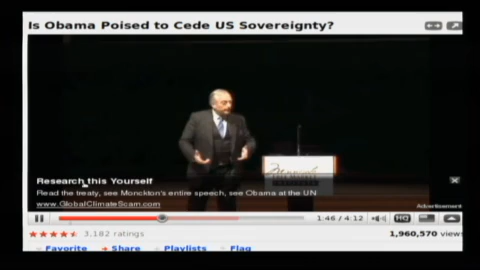 Is Obama Poised to Cede US Sovereignty?
Research this Yourself
Read the treaty, see Monckton's entire speech, see Obama at the UN
www.GlobalClimateScam.com
Advertisement
1:46 / 4:12
HQ
3,182 ratings
1,960,570 views
Favorite
Share
Playlists
Flag